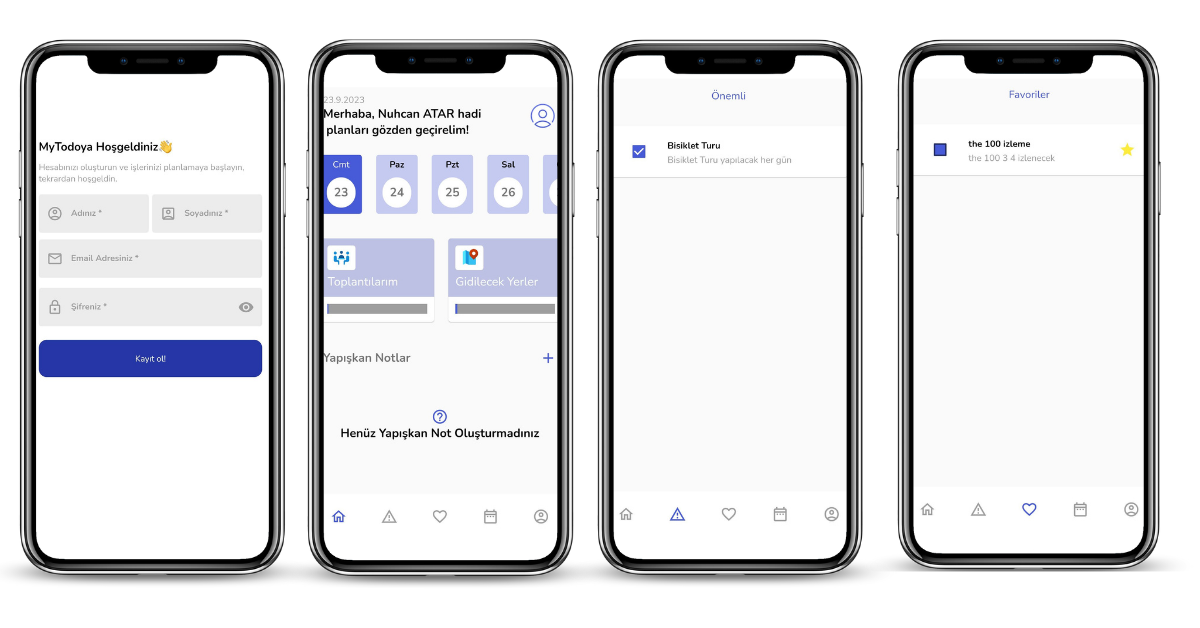 MyTodoya Hoşgeldiniz👋
Hesabınızı oluşturun ve işlerinizi planlamaya başlayın,
tekrardan hoşgeldin.
Adınız *
Soyadınız *
Email Adresiniz *
Şifreniz *
Kayıt ol!
23.9.2023
Merhaba, Nuhcan ATAR hadi
planları gözden geçirelim!
Cmt
Paz
Pzt
Sal
23
24
25
26
Toplantılarım
Gidilecek Yerler
Yapışkan Notlar
+
Henüz Yapışkan Not Oluşturmadınız
Önemli
Bisiklet Turu
Bisiklet Turu yapılacak her gün
Favoriler
the 100 izleme
the 100 3 4 izlenecek